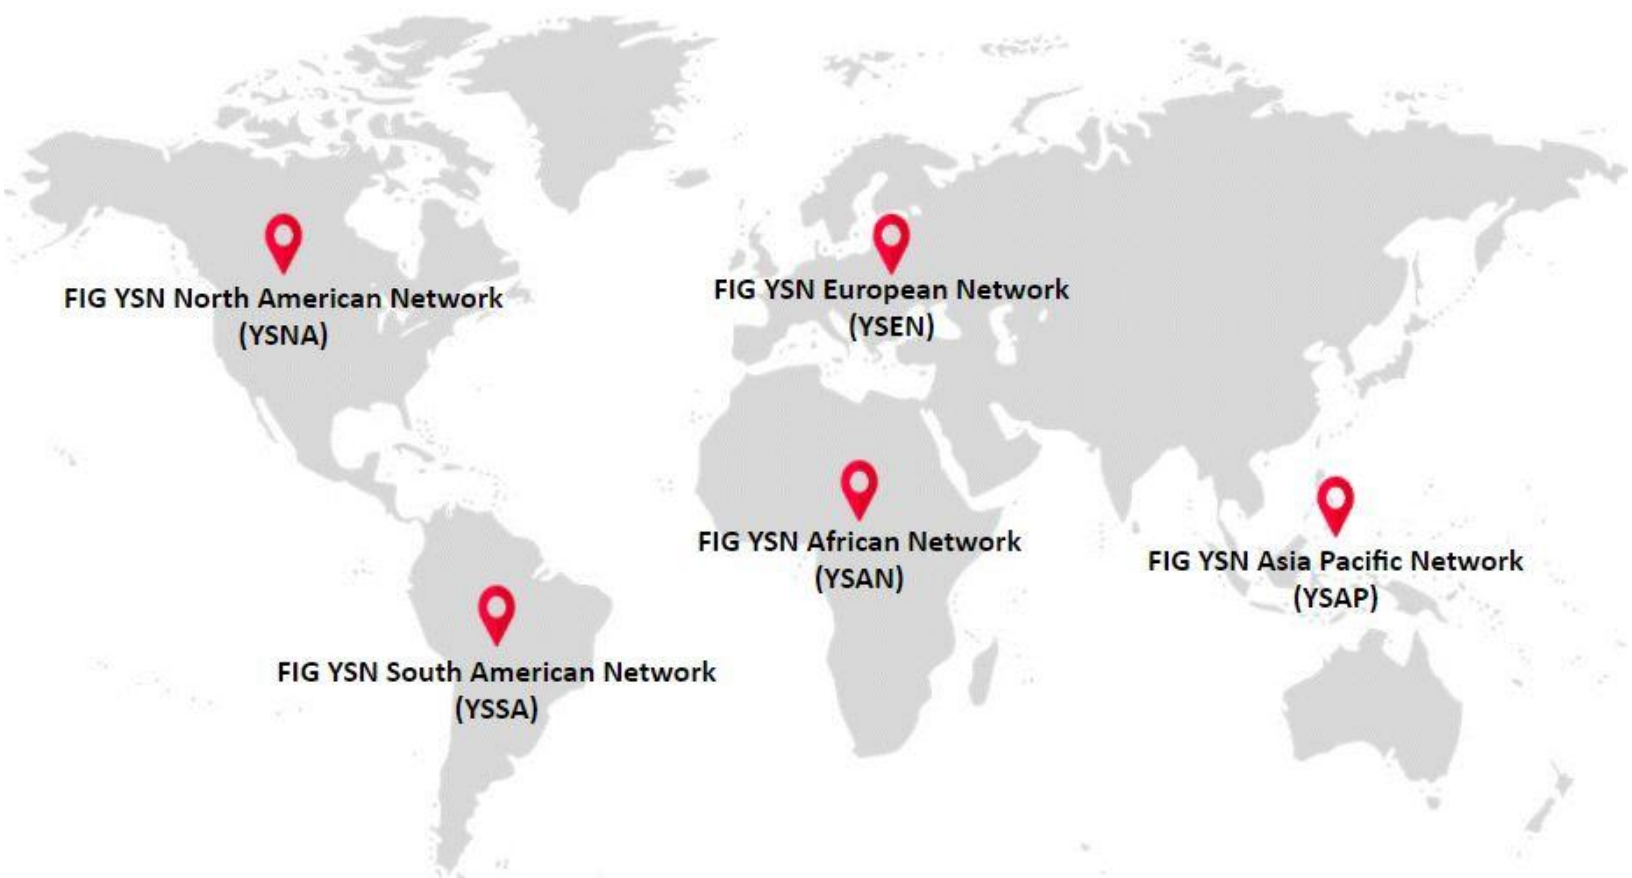 FIG YSN North American Network
(YSNA)
FIG YSN European Network
(YSEN)
FIG YSN African Network
(YSAN)
FIG YSN Asia Pacific Network
(YSAP)
FIG YSN South American Network
(YSSA)